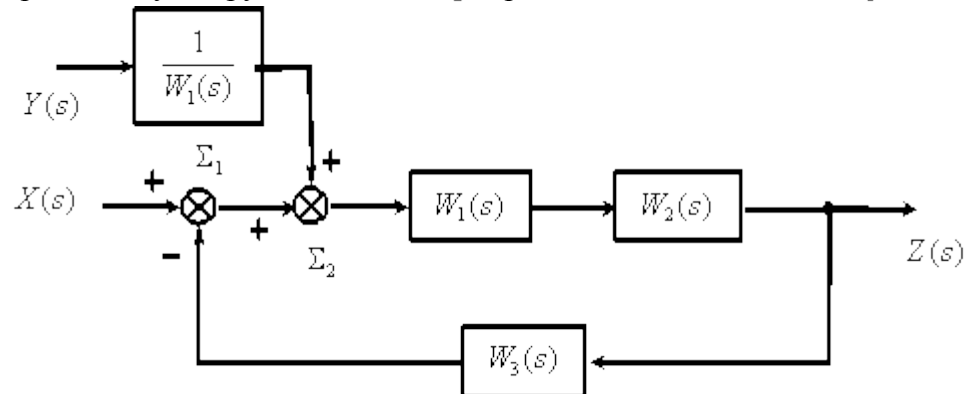 1
W₁(s)
Y(s)
Σ₁
+
+
X(s)
+
-
Σ₂
W₁(s)
W₂(s)
Z(s)
W₃(s)